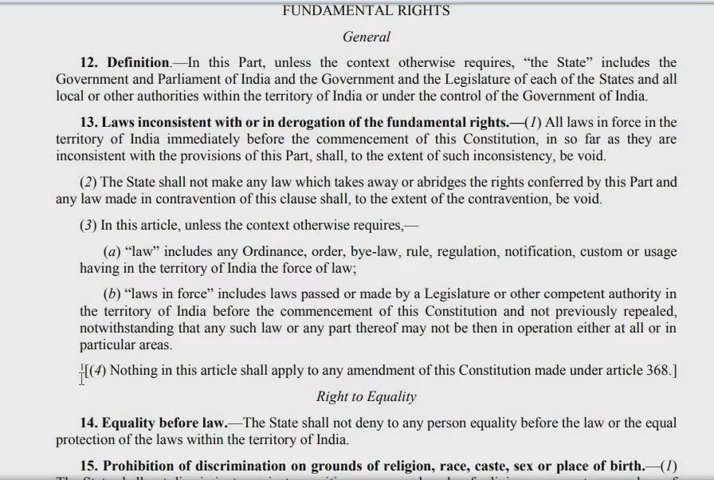 FUNDAMENTAL RIGHTS
General
12. Definition.—In this Part, unless the context otherwise requires, “the State” includes the
Government and Parliament of India and the Government and the Legislature of each of the States and all
local or other authorities within the territory of India or under the control of the Government of India.
13. Laws inconsistent with or in derogation of the fundamental rights.—(1) All laws in force in the
territory of India immediately before the commencement of this Constitution, in so far as they are
inconsistent with the provisions of this Part, shall, to the extent of such inconsistency, be void.
(2) The State shall not make any law which takes away or abridges the rights conferred by this Part and
any law made in contravention of this clause shall, to the extent of the contravention, be void.
(3) In this article, unless the context otherwise requires,—
(a) “law” includes any Ordinance, order, bye-law, rule, regulation, notification, custom or usage
having in the territory of India the force of law;
(b) “laws in force” includes laws passed or made by a Legislature or other competent authority in
the territory of India before the commencement of this Constitution and not previously repealed,
notwithstanding that any such law or any part thereof may not be then in operation either at all or in
particular areas.
1[(4) Nothing in this article shall apply to any amendment of this Constitution made under article 368.]
Right to Equality
14. Equality before law.—The State shall not deny to any person equality before the law or the equal
protection of the laws within the territory of India.
15. Prohibition of discrimination on grounds of religion, race, caste, sex or place of birth.—(1)